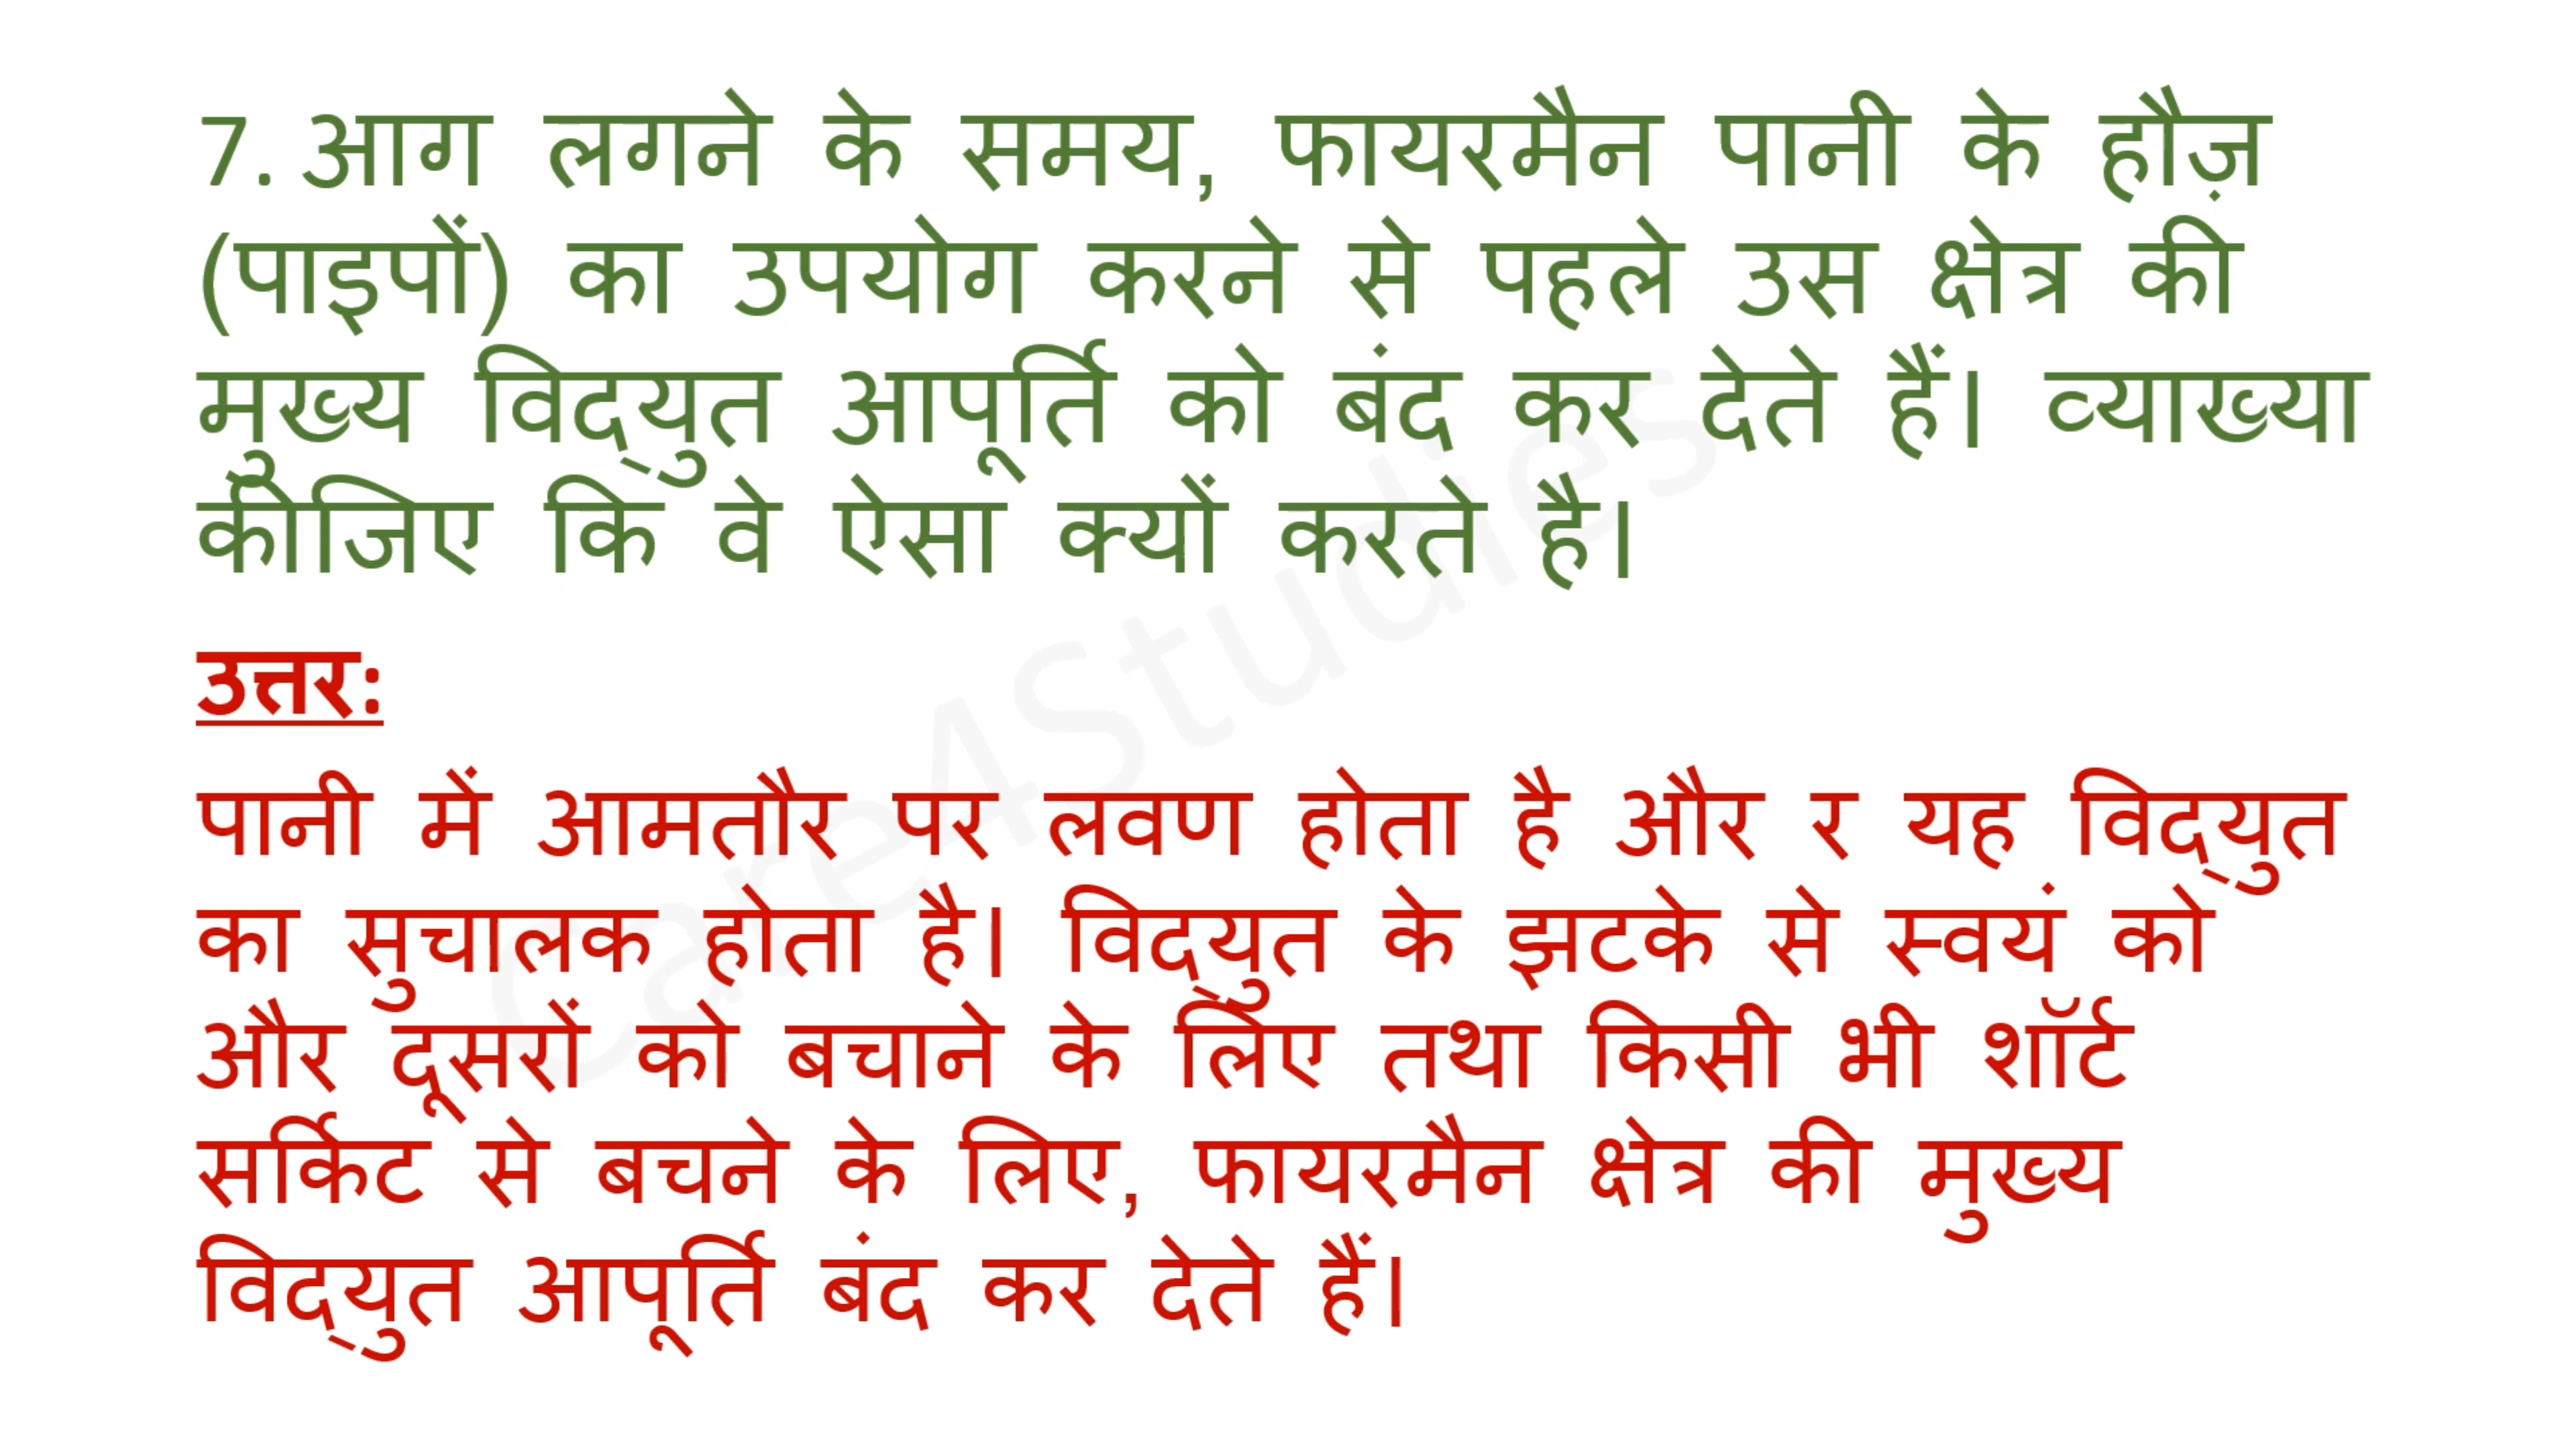 7. आग लगने के समय, फायरमैन पानी के हौज़
(पाइपों) का उपयोग करने से पहले उस क्षेत्र की
मुख्य विद्युत आपूर्ति को बंद कर देते हैं। व्याख्या
कीजिए कि वे ऐसा क्यों करते है।
उत्तर:
पानी में आमतौर पर लवण होता है और र यह विद्युत
का सुचालक होता है। विद्युत के झटके से स्वयं को
और दूसरों को बचाने के लिए तथा किसी भी शॉर्ट
सर्किट से बचने के लिए, फायरमैन क्षेत्र की मुख्य
विद्युत आपूर्ति बंद कर देते हैं।
Care4Studies